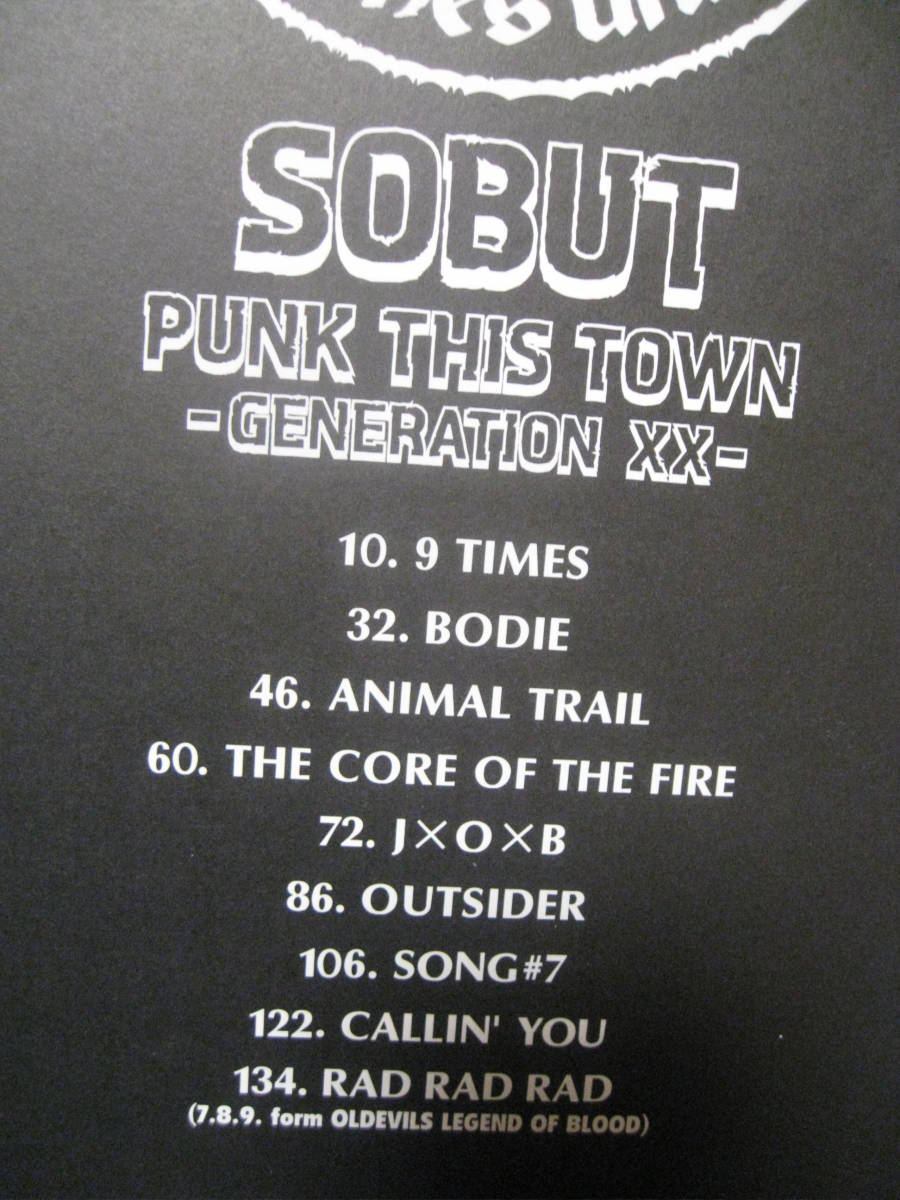 SOBUT
PUNK THIS TOWN
-GENERATION XX-
10. 9 TIMES
32. BODIE
46. ANIMAL TRAIL
60. THE CORE OF THE FIRE
72. J×O×B
86. OUTSIDER
106. SONG#7
122. CALLIN' YOU
134. RAD RAD RAD
(7.8.9. form OLDEVILS LEGEND OF BLOOD)